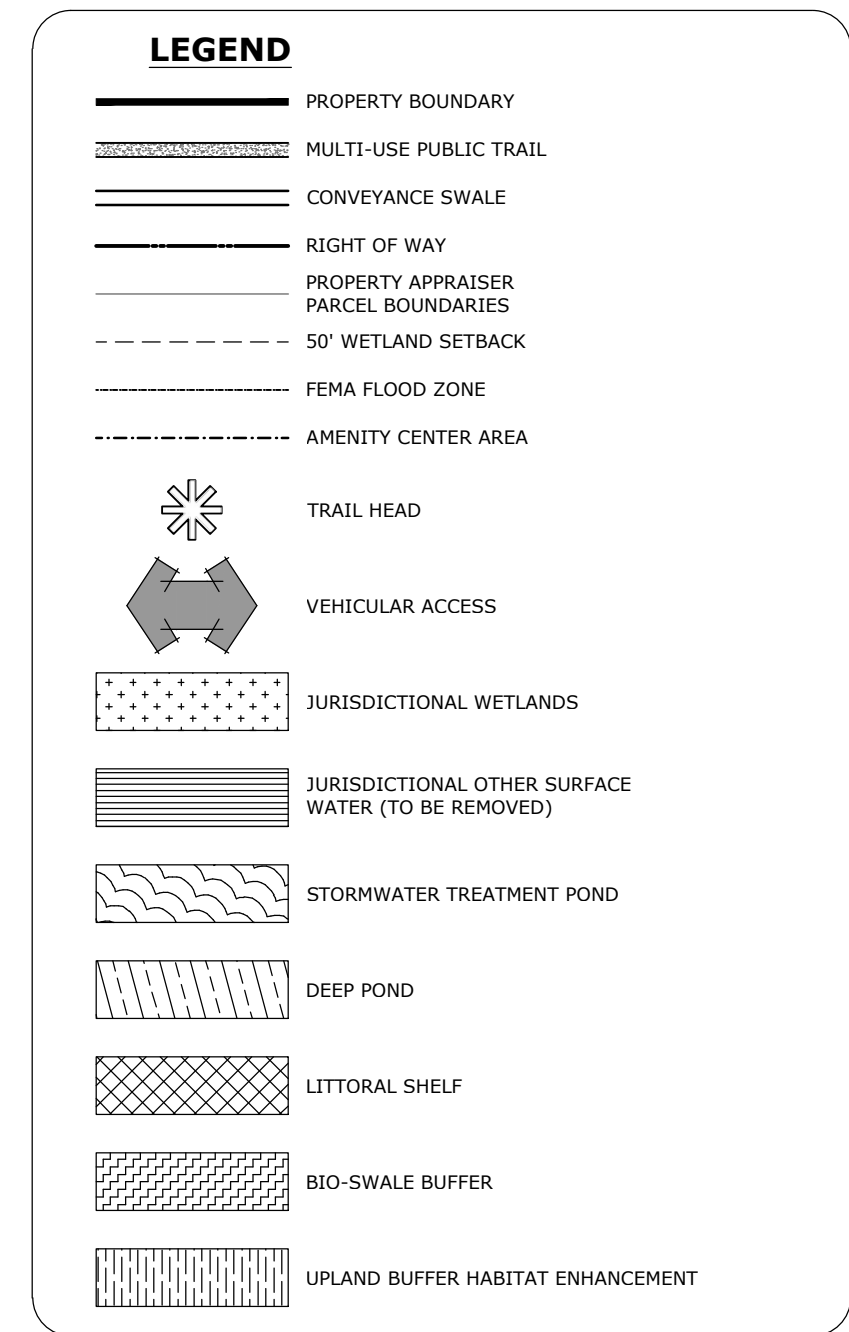 LEGEND
PROPERTY BOUNDARY
MULTI-USE PUBLIC TRAIL
CONVEYANCE SWALE
RIGHT OF WAY
PROPERTY APPRAISER
PARCEL BOUNDARIES
50' WETLAND SETBACK
FEMA FLOOD ZONE
AMENITY CENTER AREA
TRAIL HEAD
VEHICULAR ACCESS
JURISDICTIONAL WETLANDS
JURISDICTIONAL OTHER SURFACE
WATER (TO BE REMOVED)
STORMWATER TREATMENT POND
DEEP POND
LITTORAL SHELF
BIO-SWALE BUFFER
UPLAND BUFFER HABITAT ENHANCEMENT